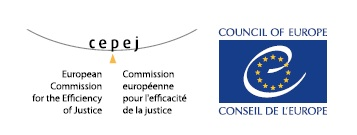 cepej
European
Commission
for the Efficiency
of Justice
Commission
européenne
pour l'efficacité
de la justice
COUNCIL OF EUROPE
CONSEIL DE L'EUROPE